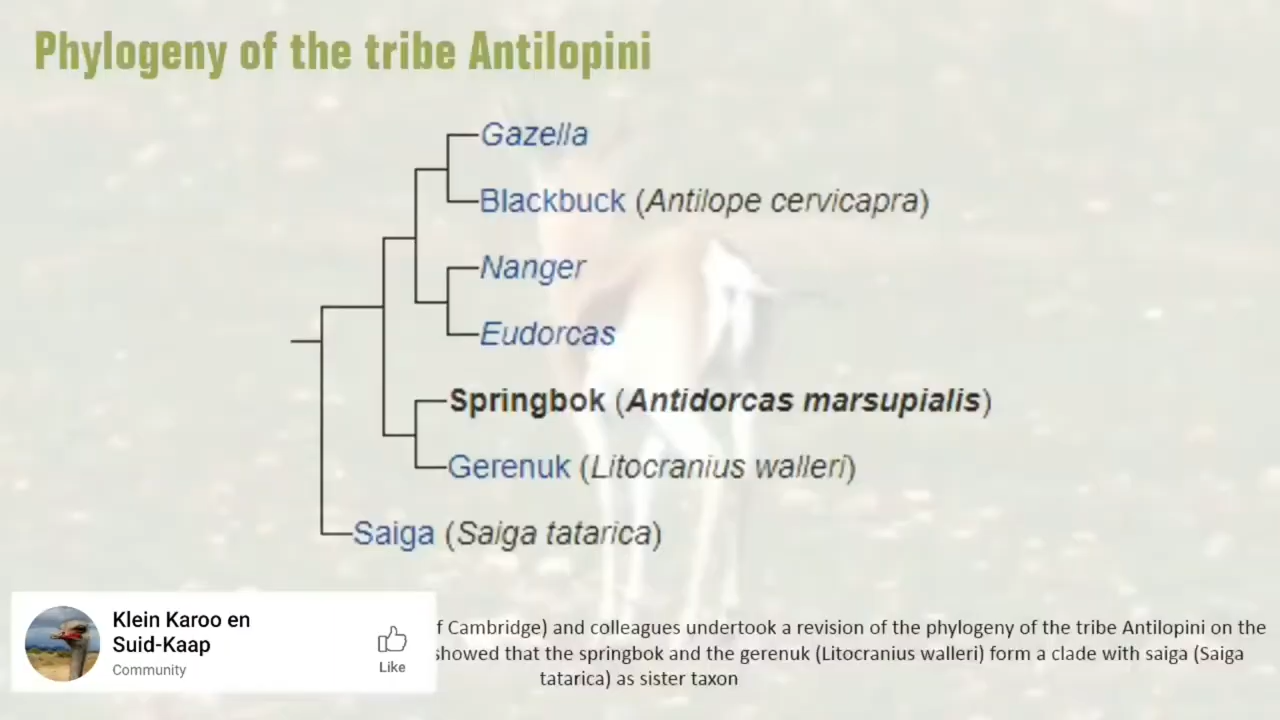 Phylogeny of the tribe Antilopini
Gazella
Blackbuck (Antilope cervicapra)
Nanger
Eudorcas
Springbok (Antidorcas marsupialis)
Gerenuk (Litocranius walleri)
Saiga (Saiga tatarica)
Klein Karoo en
Suid-Kaap
Community
Like
f Cambridge) and colleagues undertook a revision of the phylogeny of the tribe Antilopini on the
showed that the springbok and the gerenuk (Litocranius walleri) form a clade with saiga (Saiga
tatarica) as sister taxon